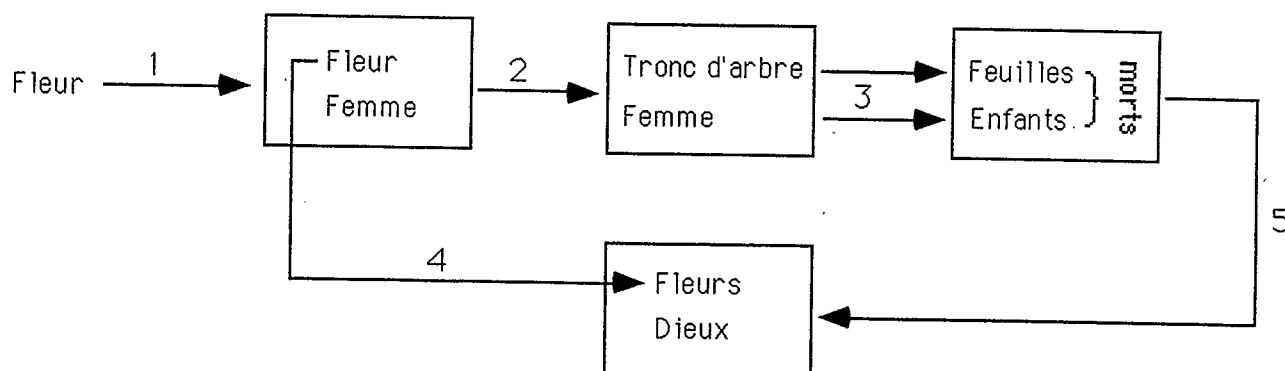 Fleur
1
Fleur
Femme
2
Tronc d'arbre
Femme
3
Feuilles
Enfants
morts
4
5
Fleurs
Dieux